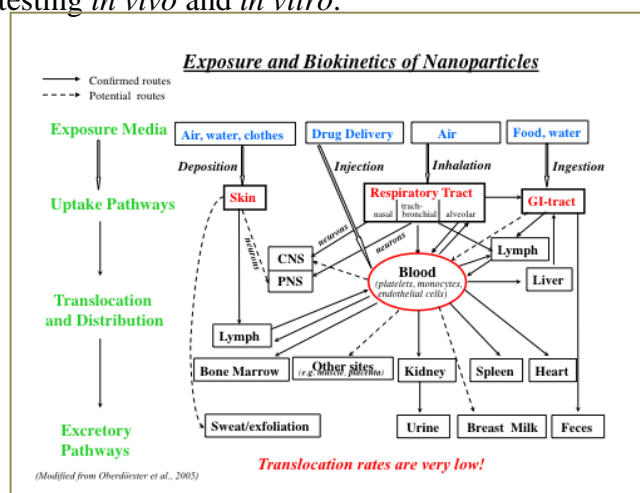 testing in vivo and in vitro.
Exposure and Biokinetics of Nanoparticles
Confirmed routes
Potential routes
Exposure Media
Air, water, clothes
Drug Delivery
Air
Food, water
Deposition
Injection
Inhalation
Ingestion
Uptake Pathways
Skin
Respiratory Tract
nasal
trach-
bronchial
alveolar
GI-tract
neurons
neurons
neurons
CNS
PNS
Lymph
Blood
(platelets, monocytes,
endothelial cells)
Liver
Translocation
and Distribution
Lymph
Bone Marrow
Other sites
(e.g. muscle, placenta)
Kidney
Spleen
Heart
Excretory
Pathways
Sweat/exfoliation
Urine
Breast Milk
Feces
Translocation rates are very low!
(Modified from Oberdörster et al., 2005)